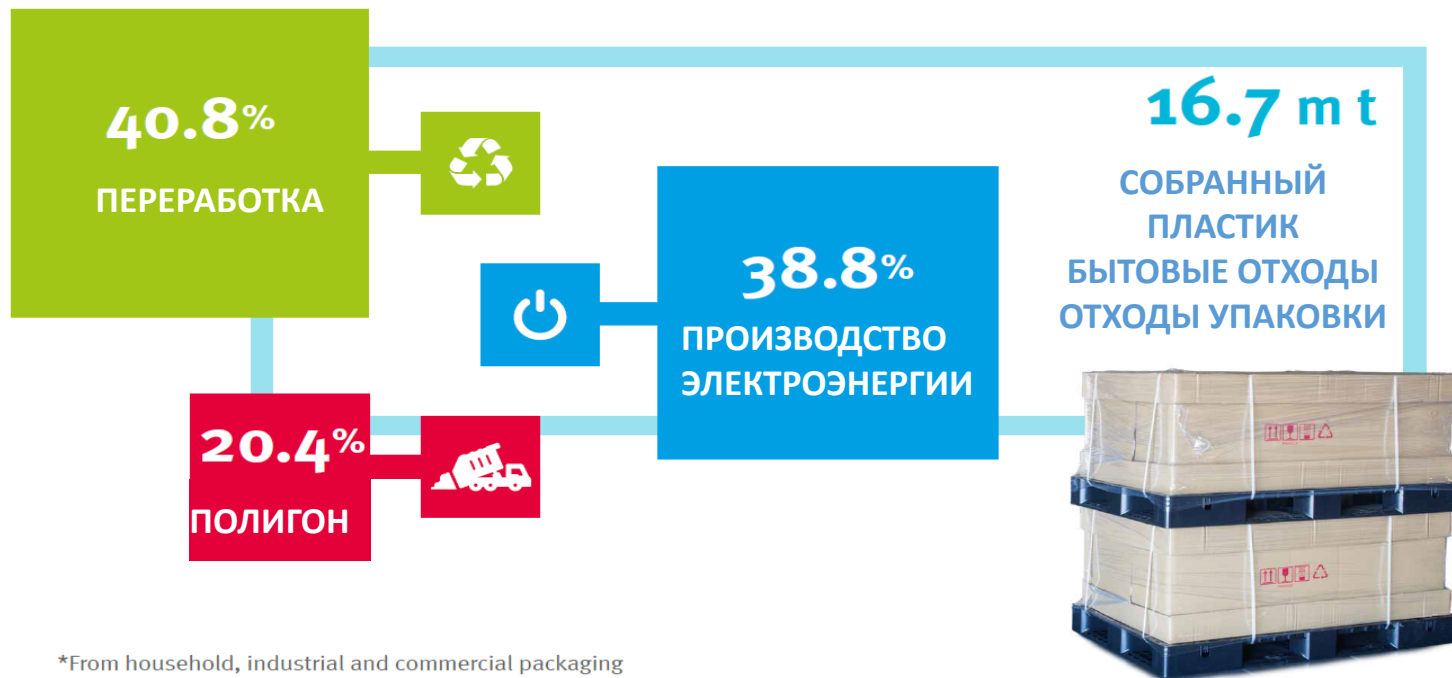 40.8%
ПЕРЕРАБОТКА
16.7 m t
СОБРАННЫЙ
ПЛАСТИК
БЫТОВЫЕ ОТХОДЫ
ОТХОДЫ УПАКОВКИ
38.8%
ПРОИЗВОДСТВО
ЭЛЕКТРОЭНЕРГИИ
20.4%
ПОЛИГОН
*From household, industrial and commercial packaging